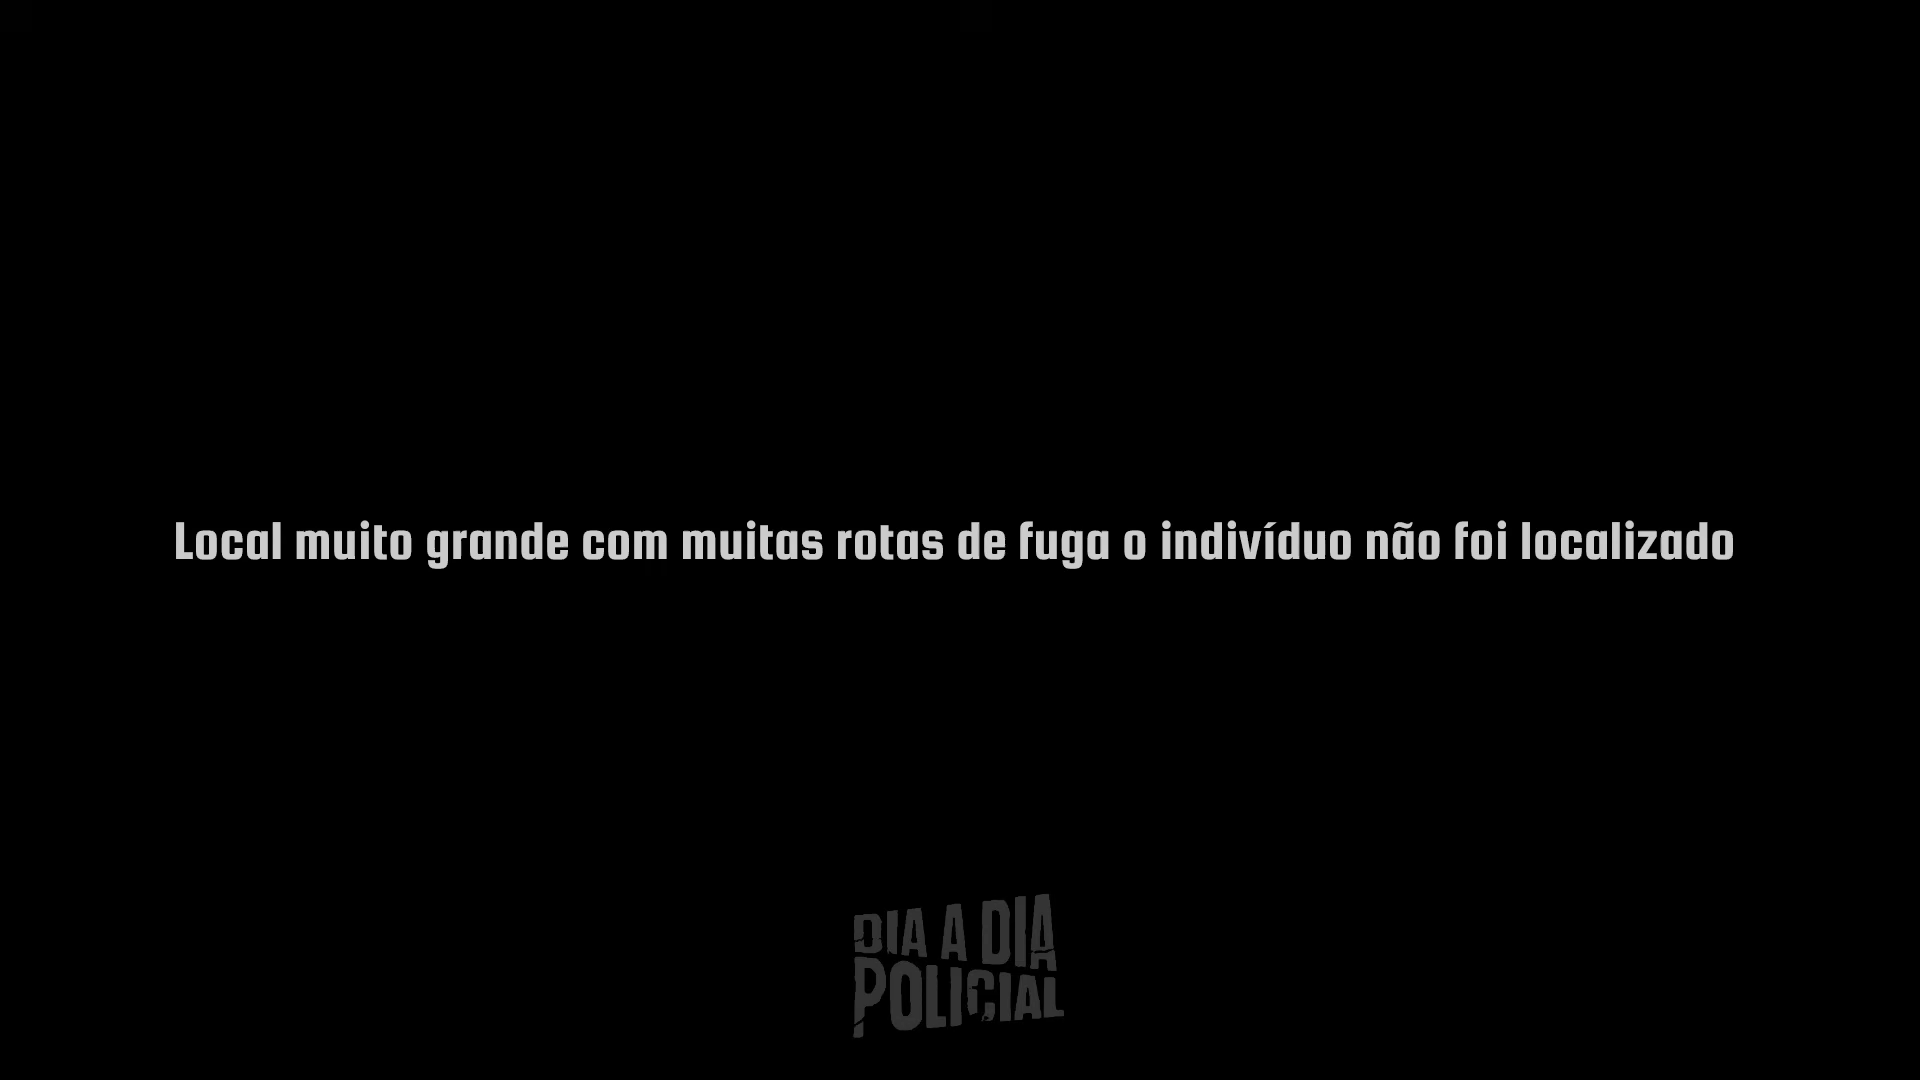 Local muito grande com muitas rotas de fuga o indivíduo não foi localizado
DIA A DIA
POLICIAL